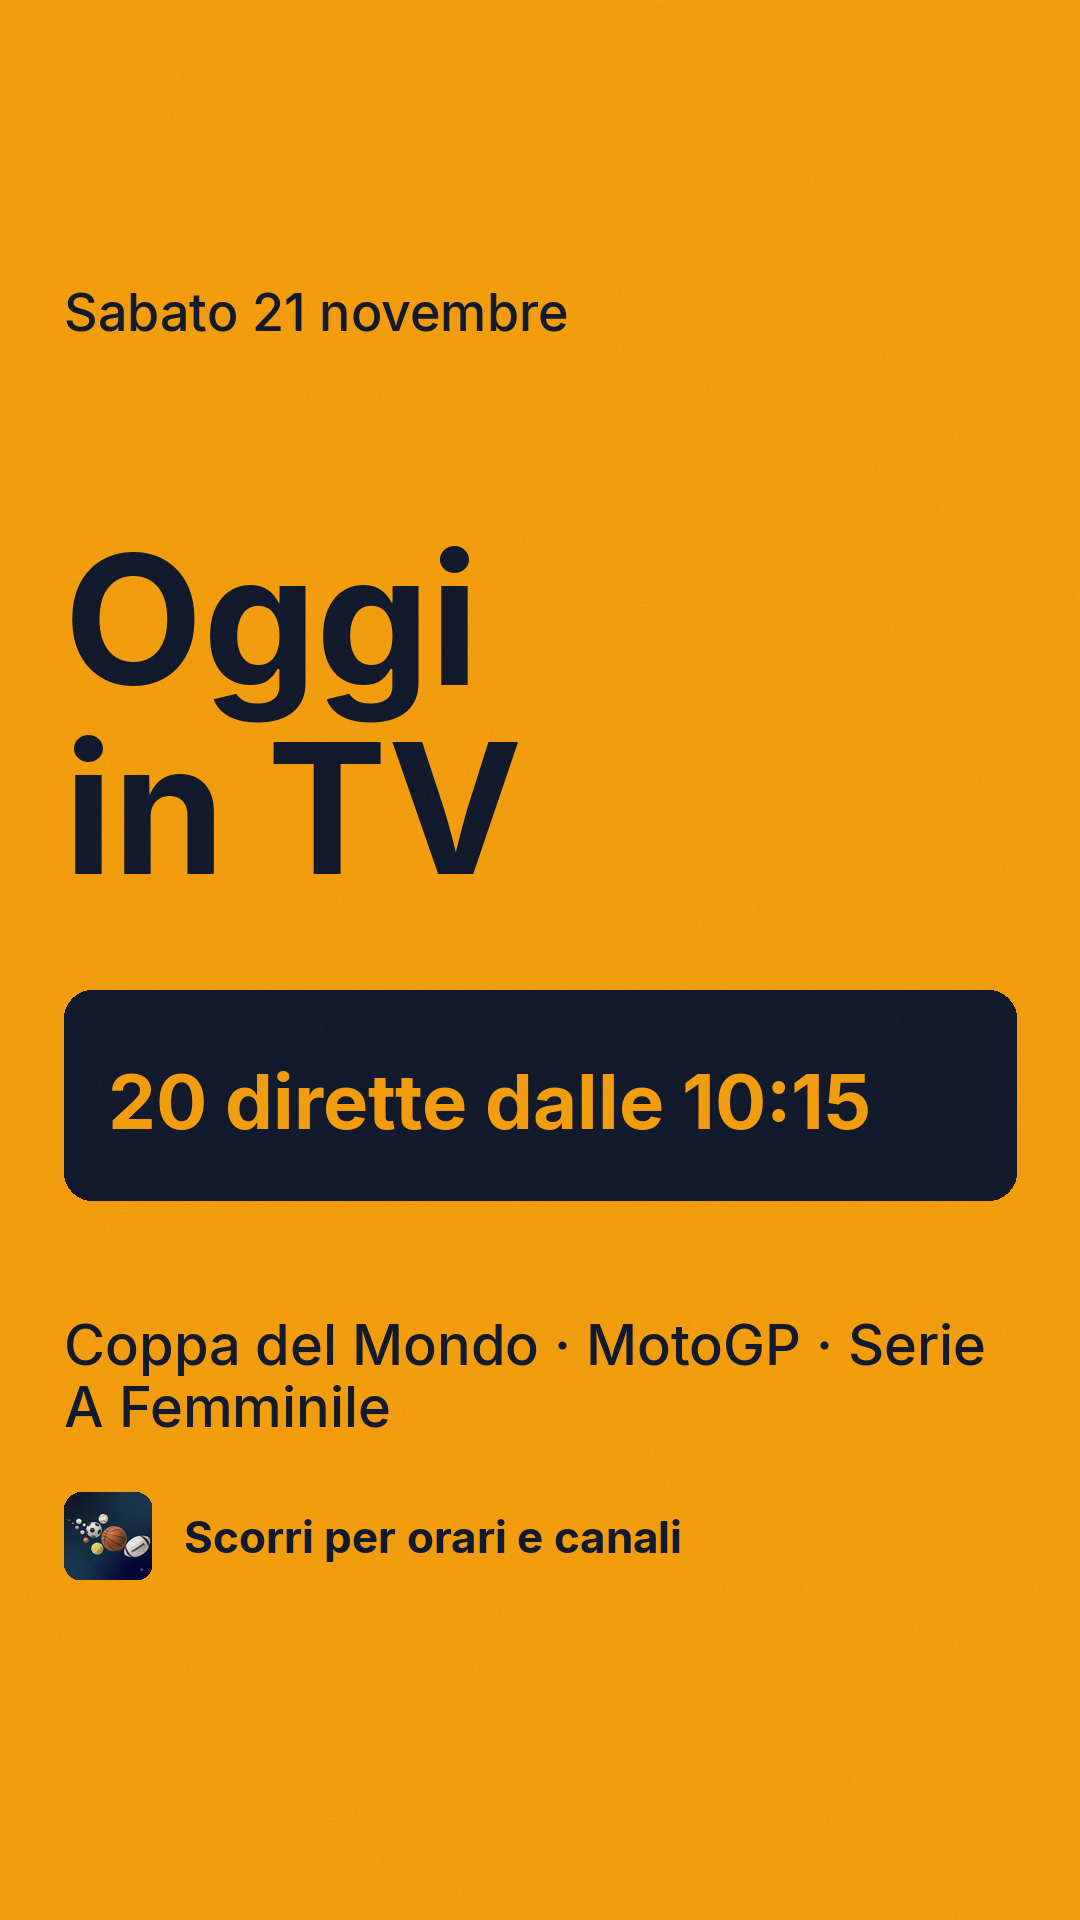 Sabato 21 novembre
Oggi
in TV
20 dirette dalle 10:15
Coppa del Mondo · MotoGP · Serie
A Femminile
Scorri per orari e canali